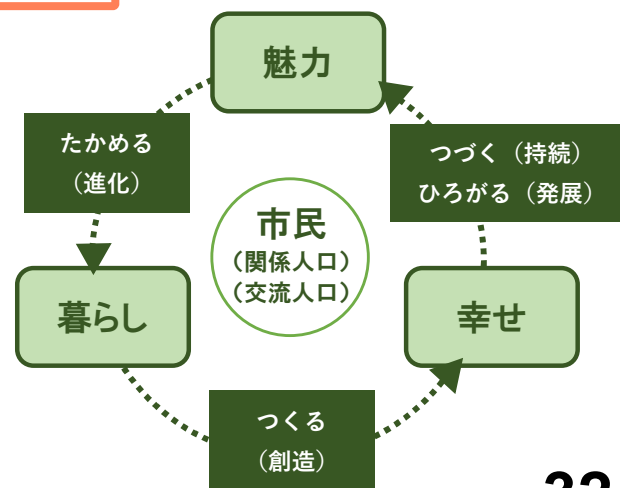 魅力
たかめる
（進化）
つづく（持続）
ひろがる（発展）
市民
（関係人口）
（交流人口）
暮らし
幸せ
つくる
（創造）